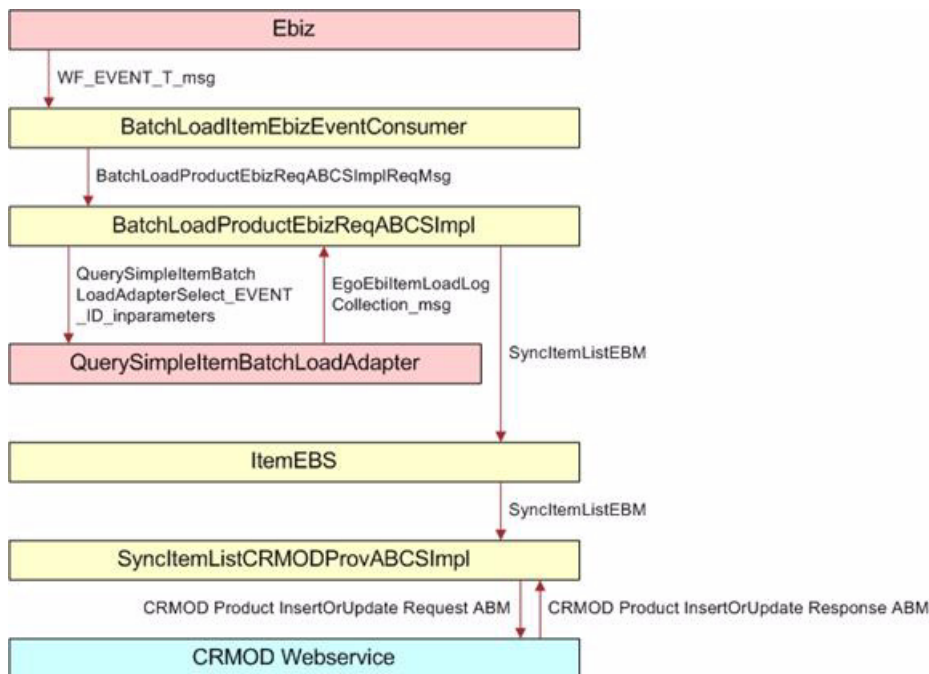 Ebiz
WF_EVENT_T_msg
BatchLoadItemEbizEventConsumer
BatchLoadProductEbizReqABCSImplReqMsg
BatchLoadProductEbizReqABCSImpl
QuerySimpleItemBatch
LoadAdapterSelect_EVENT
_ID_inparameters
EgoEbiItemLoadLog
Collection_msg
SyncItemListEBM
QuerySimpleItemBatchLoadAdapter
ItemEBS
SyncItemListEBM
SyncItemListCRMODProvABCSImpl
CRMOD Product InsertOrUpdate Request ABM
CRMOD Product InsertOrUpdate Response ABM
CRMOD Webservice